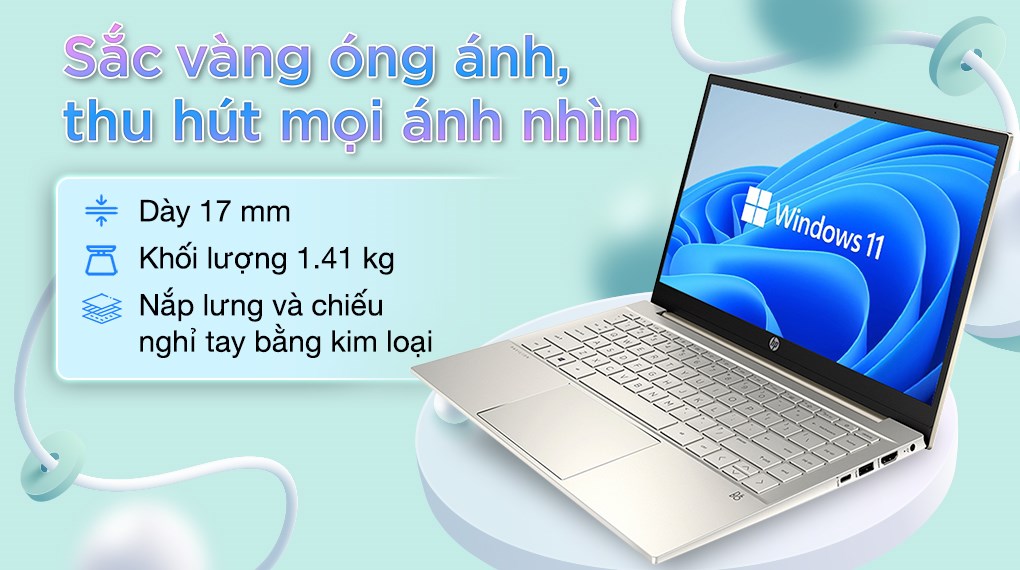 Sắc vàng óng ánh,
thu hút mọi ánh nhìn
Dày 17 mm
Khối lượng 1.41 kg
Nắp lưng và chiếu
nghỉ tay bằng kim loại
Windows 11
hp